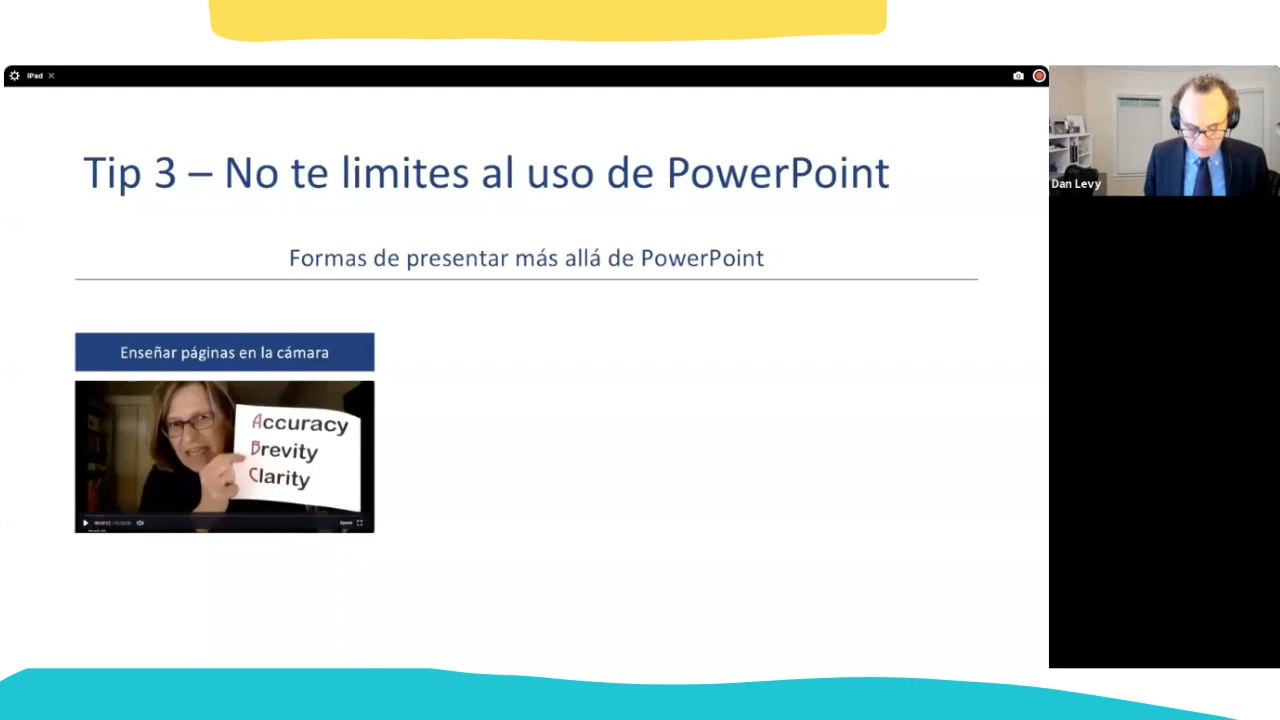 iPad
Tip 3 – No te limites al uso de PowerPoint
Formas de presentar más allá de PowerPoint
Enseñar páginas en la cámara
Accuracy
Brevity
Clarity
Speed
Dan Levy